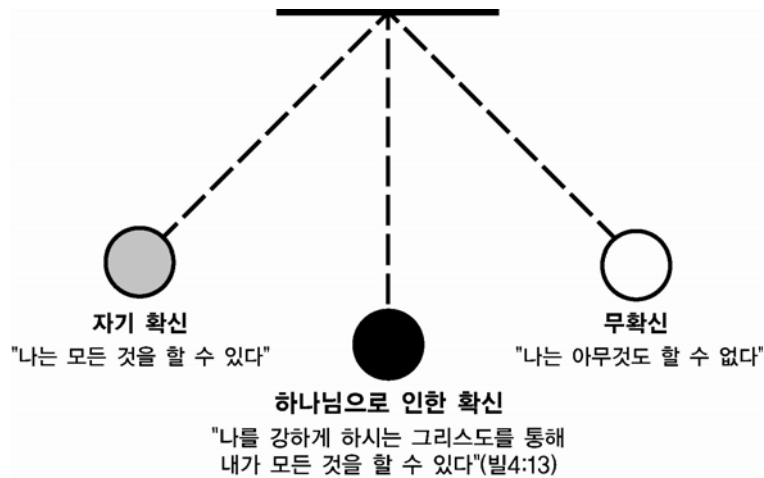 자기 확신
"나는 모든 것을 할 수 있다"
무확신
"나는 아무것도 할 수 없다"
하나님으로 인한 확신
"나를 강하게 하시는 그리스도를 통해
내가 모든 것을 할 수 있다"(빌4:13)